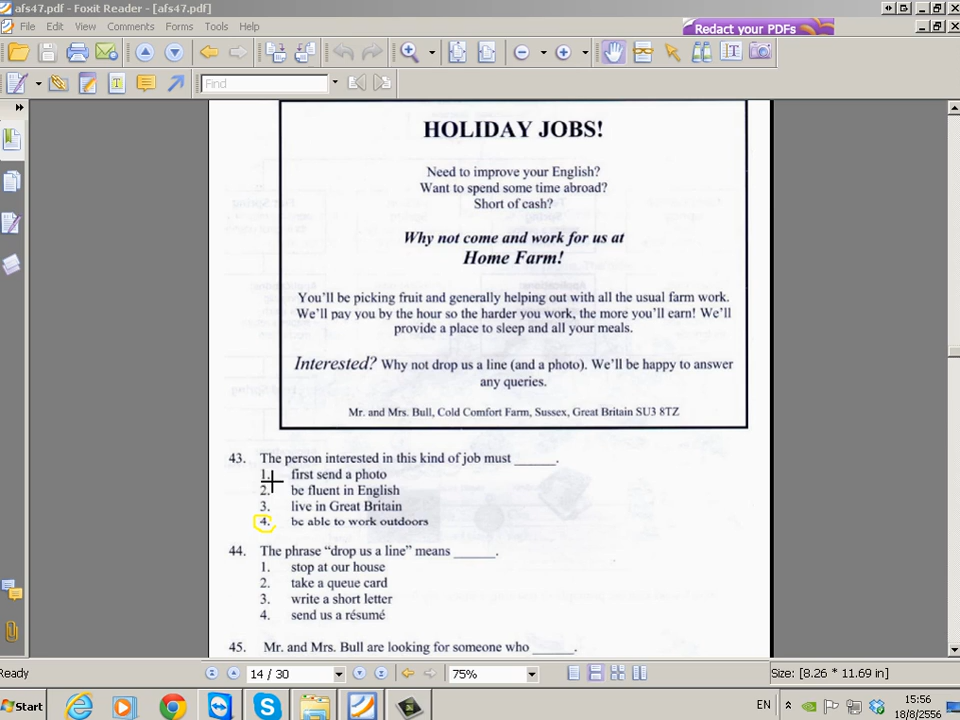 afs47.pdf - Foxit Reader - [afs47.pdf]
File Edit View Comments Forms Tools Help
Redact your PDFs
Find
HOLIDAY JOBS!
Need to improve your English?
Want to spend some time abroad?
Short of cash?
Why not come and work for us at
Home Farm!
You'll be picking fruit and generally helping out with all the usual farm work.
We'll pay you by the hour so the harder you work, the more you'll earn! We'll
provide a place to sleep and all your meals.
Interested? Why not drop us a line (and a photo). We'll be happy to answer
any queries.
Mr. and Mrs. Bull, Cold Comfort Farm, Sussex, Great Britain SU3 8TZ
43. The person interested in this kind of job must ______.
1. first send a photo
2. be fluent in English
3. live in Great Britain
4. be able to work outdoors
44. The phrase “drop us a line” means ______.
1. stop at our house
2. take a queue card
3. write a short letter
4. send us a résumé
45. Mr. and Mrs. Bull are looking for someone who ______.
Ready 14 / 30 75% Size: [8.26 * 11.69 in]
Start EN 15:56
18/8/2556